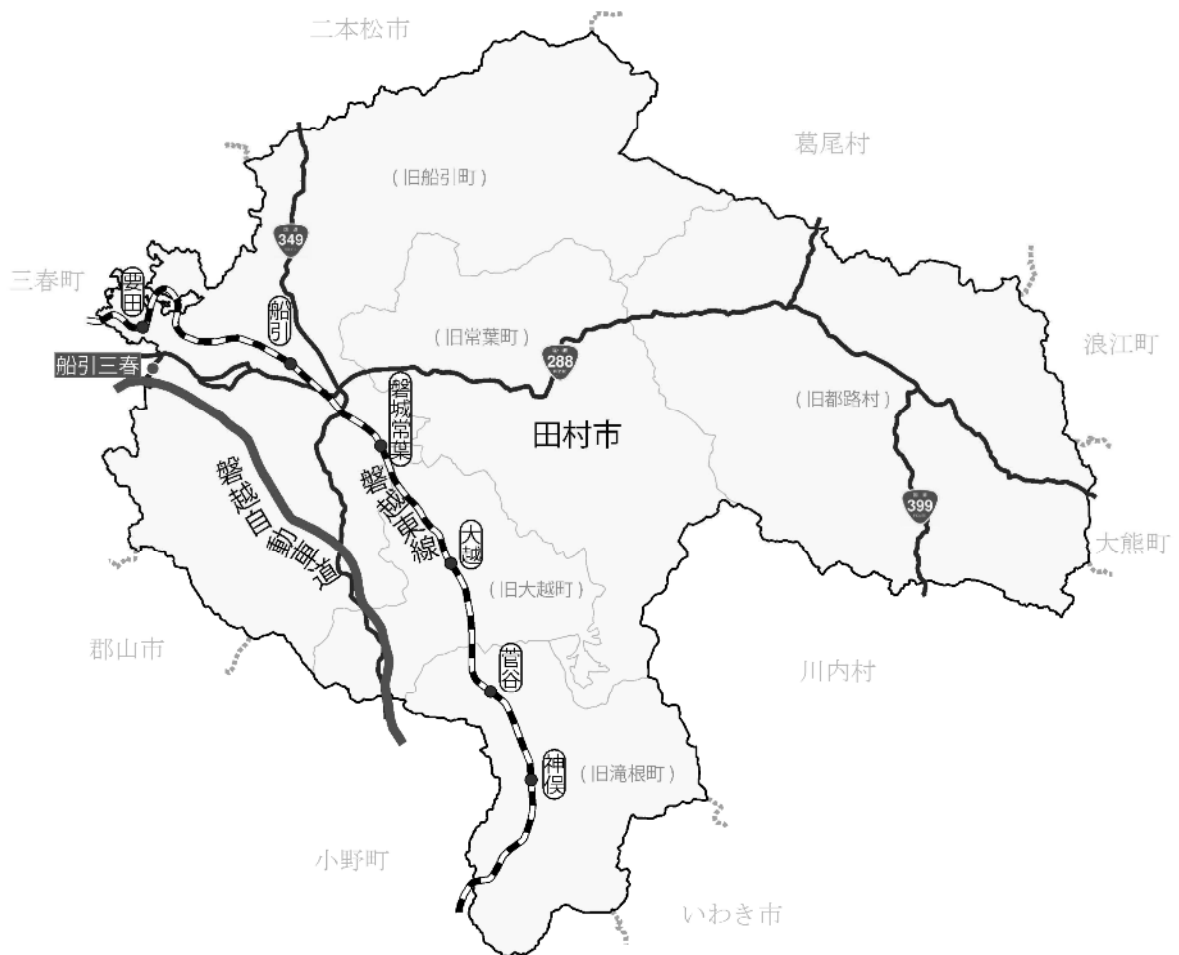 二本松市
葛尾村
(旧船引町)
349
三春町
要田
船引
(旧常葉町)
浪江町
船引三春
288
磐城常葉
(旧都路村)
田村市
磐越自動車道
磐越東線
399
大越
大熊町
(旧大越町)
郡山市
菅谷
川内村
神俣
(旧滝根町)
小野町
いわき市